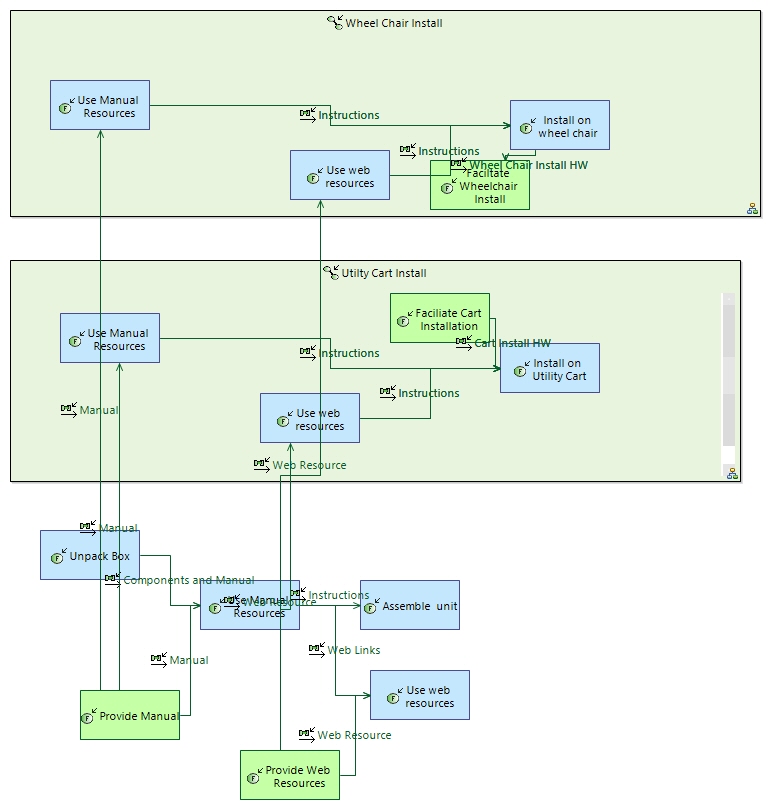 Wheel Chair Install
Use Manual
Resources
Instructions
Install on
wheel chair
Instructions
Use web
resources
Wheel Chair Install HW
Faciltate
Wheelchair
Install
Utilty Cart Install
Faciliate Cart
Installation
Use Manual
Resources
Cart Install HW
Instructions
Install on
Utility Cart
Instructions
Manual
Use web
resources
Web Resource
Manual
Unpack Box
Components and Manual
Instructions
Web Resource
Use Manual
Resources
Assemble unit
Web Links
Manual
Use web
resources
Provide Manual
Web Resource
Provide Web
Resources